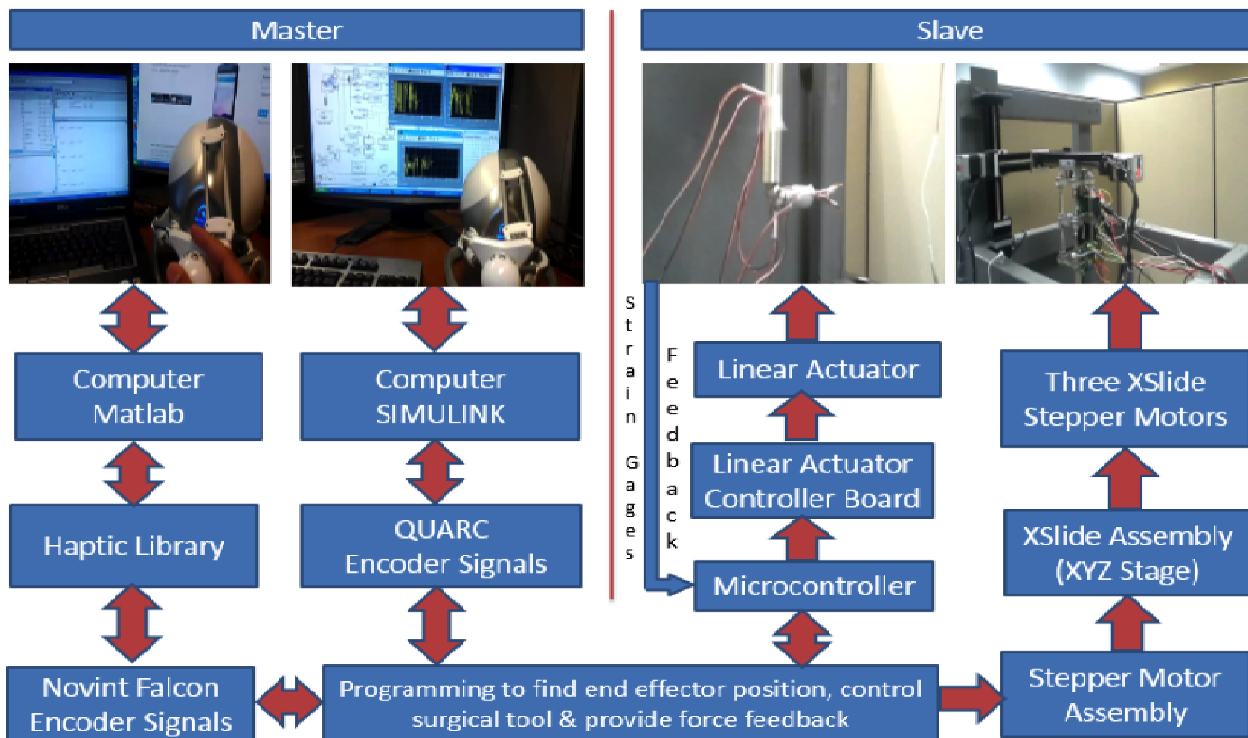 Master
Slave
Computer
Matlab
Computer
SIMULINK
Haptic Library
QUARC
Encoder Signals
Novint Falcon
Encoder Signals
Programming to find end effector position, control
surgical tool & provide force feedback
Strain Gages
Feedback
Linear Actuator
Linear Actuator
Controller Board
Microcontroller
Three XSlide
Stepper Motors
XSlide Assembly
(XYZ Stage)
Stepper Motor
Assembly